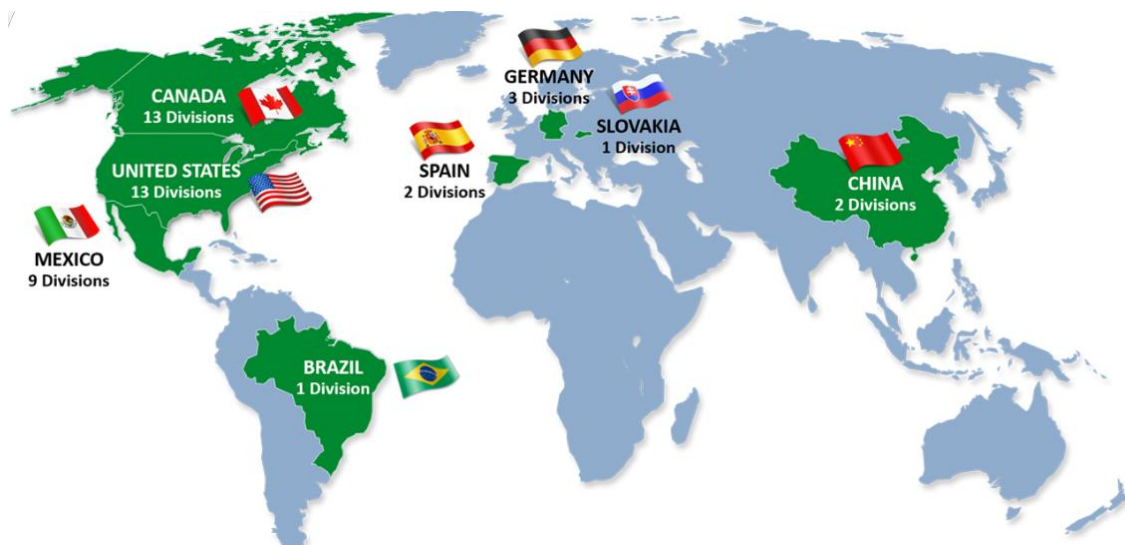 CANADA
13 Divisions
UNITED STATES
13 Divisions
MEXICO
9 Divisions
BRAZIL
1 Division
GERMANY
3 Divisions
SLOVAKIA
1 Division
SPAIN
2 Divisions
CHINA
2 Divisions